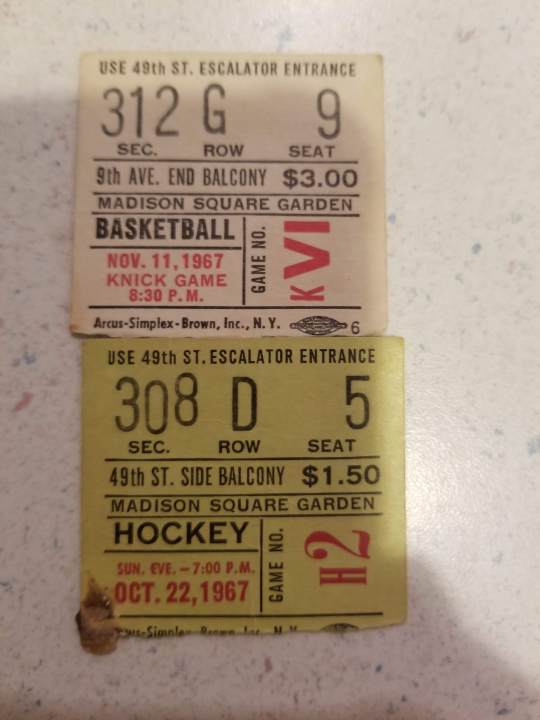 USE 49th ST. ESCALATOR ENTRANCE
312 G 9
SEC. ROW SEAT
9th AVE. END BALCONY $3.00
MADISON SQUARE GARDEN
BASKETBALL
NOV. 11, 1967
KNICK GAME
8:30 P.M.
GAME NO.
K VI
Arcus-Simplex-Brown, Inc., N.Y. 6
USE 49th ST. ESCALATOR ENTRANCE
308 D 5
SEC. ROW SEAT
49th ST. SIDE BALCONY $1.50
MADISON SQUARE GARDEN
HOCKEY
SUN. EVE. - 7:00 P.M.
OCT. 22, 1967
GAME NO.
H2